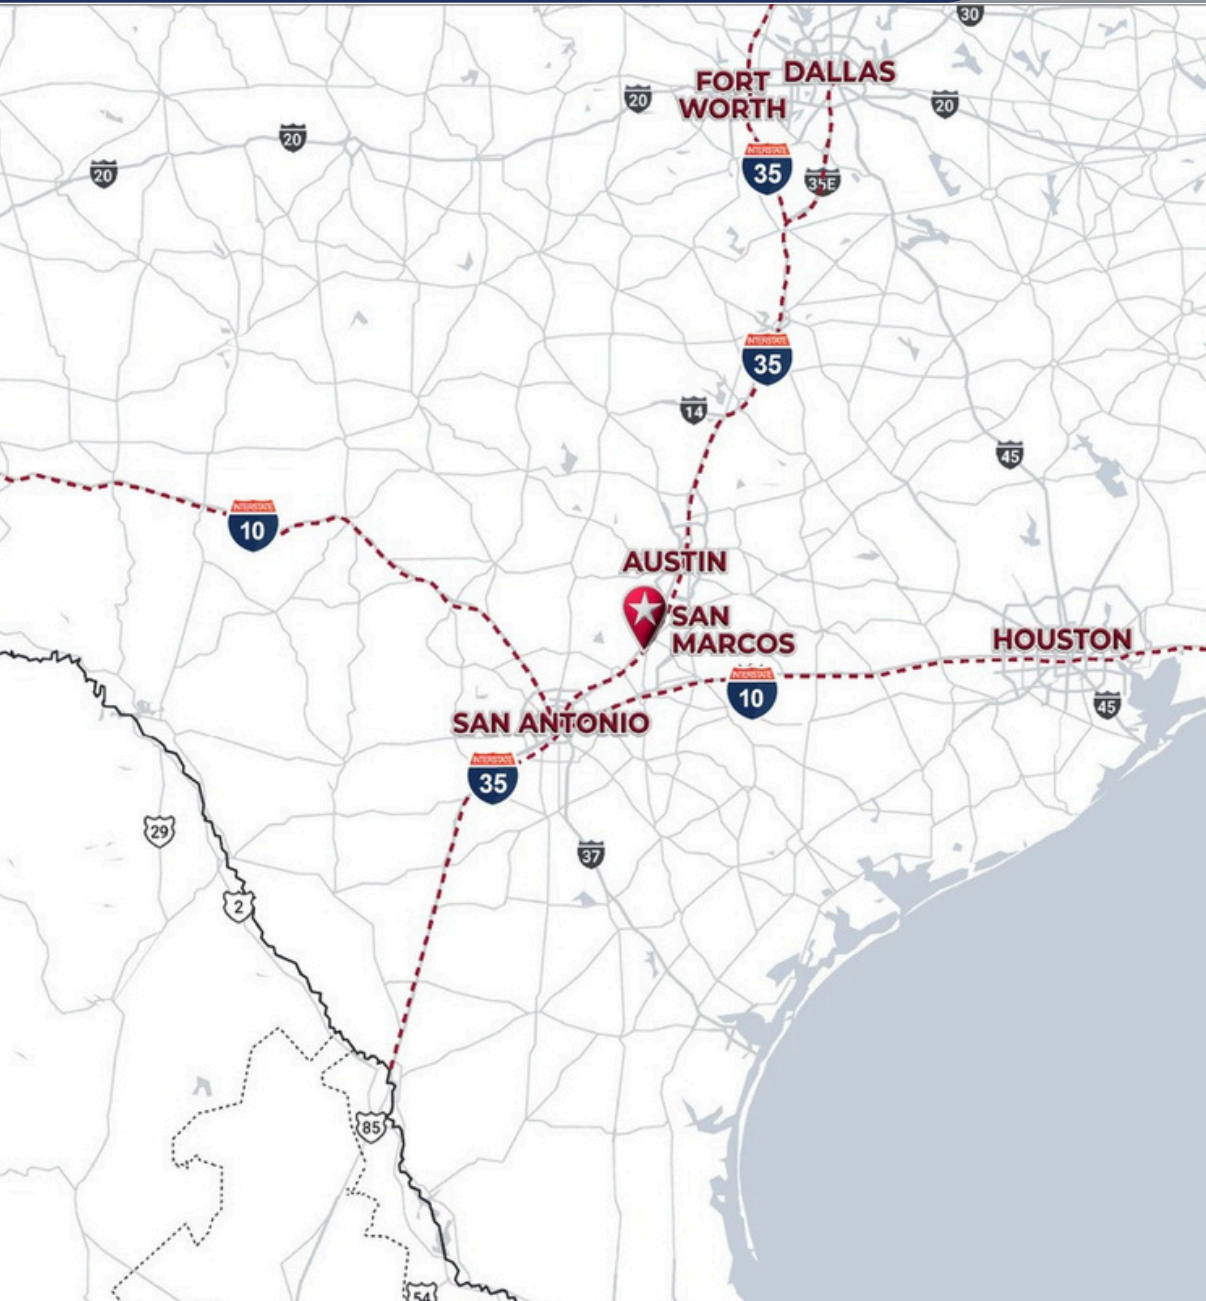 30
FORT
WORTH
DALLAS
20
20
20
20
INTERSTATE
35
35E
INTERSTATE
35
14
45
INTERSTATE
10
AUSTIN
SAN
MARCOS
HOUSTON
INTERSTATE
10
45
SAN ANTONIO
INTERSTATE
35
29
37
2
85
54